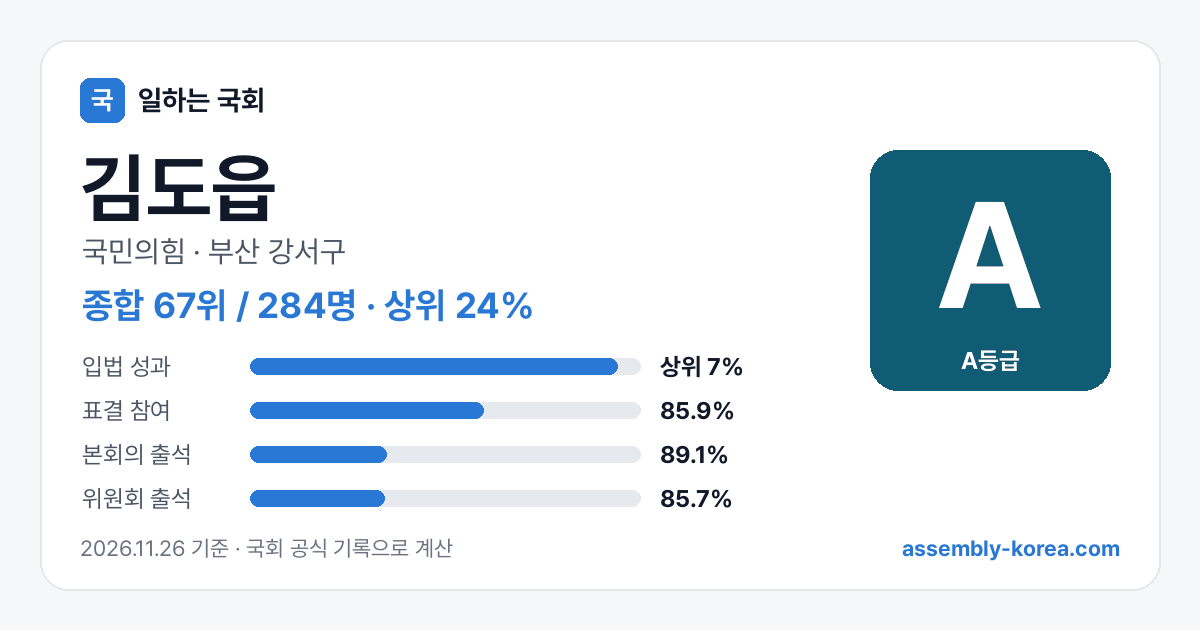 국 일하는 국회
김도읍
국민의힘 · 부산 강서구
종합 67위 / 284명 · 상위 24%
A
A등급
입법 성과 상위 7%
표결 참여 85.9%
본회의 출석 89.1%
위원회 출석 85.7%
2026.11.26 기준 · 국회 공식 기록으로 계산
assembly-korea.com